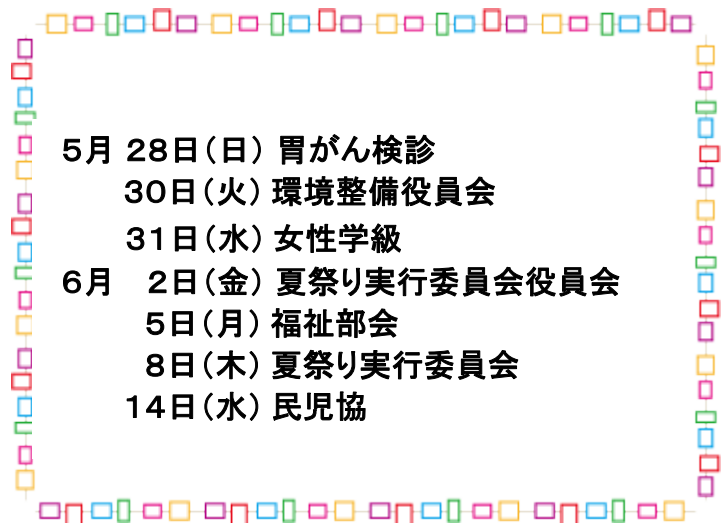 ５月 ２８日（日） 胃がん検診
３０日（火） 環境整備役員会
３１日（水） 女性学級
６月　２日（金） 夏祭り実行委員会役員会
５日（月） 福祉部会
８日（木） 夏祭り実行委員会
１４日（水） 民児協